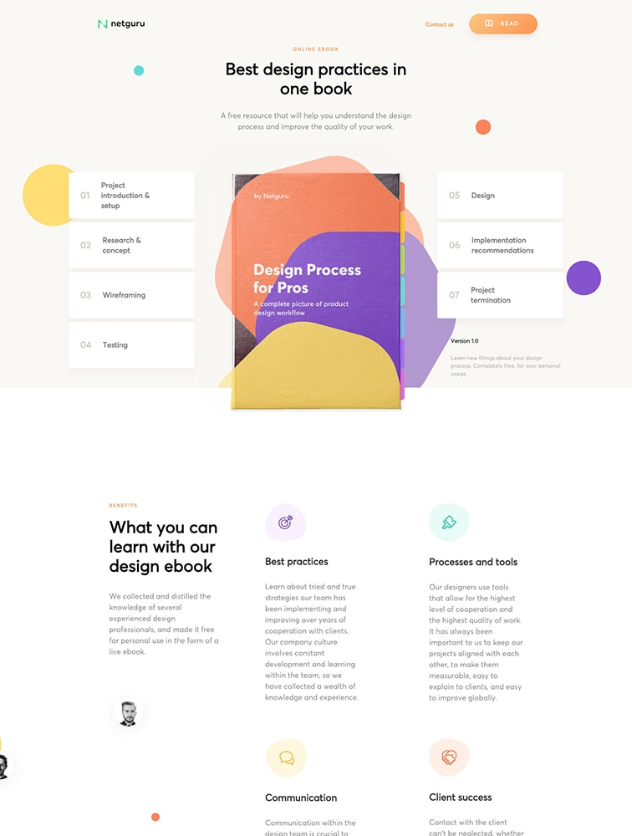 netguru
Contact us
READ
ONLINE EBOOK
Best design practices in
one book
A free resource that will help you understand the design
process and improve the quality of your work.
01
Project
introduction &
setup
02
Research &
concept
03
Wireframing
04
Testing
by Netguru
Design Process
for Pros
A complete picture of product
design workflow
05
Design
06
Implementation
recommendations
07
Project
termination
Version 1.0
Learn new things about your design
process. Completely free, for your personal
usage.
BENEFITS
What you can
learn with our
design ebook
We collected and distilled the
knowledge of several
experienced design
professionals, and made it free
for personal use in the form of a
live ebook.
Best practices
Learn about tried and true
strategies our team has
been implementing and
improving over years of
cooperation with clients.
Our company culture
involves constant
development and learning
within the team, so we
have collected a wealth of
knowledge and experience.
Processes and tools
Our designers use tools
that allow for the highest
level of cooperation and
the highest quality of work.
It has always been
important to us to keep our
projects aligned with each
other, to make them
measurable, easy to
explain to clients, and easy
to improve globally.
Communication
Communication within the
design team is crucial to
Client success
Contact with the client
can't be neglected, whether